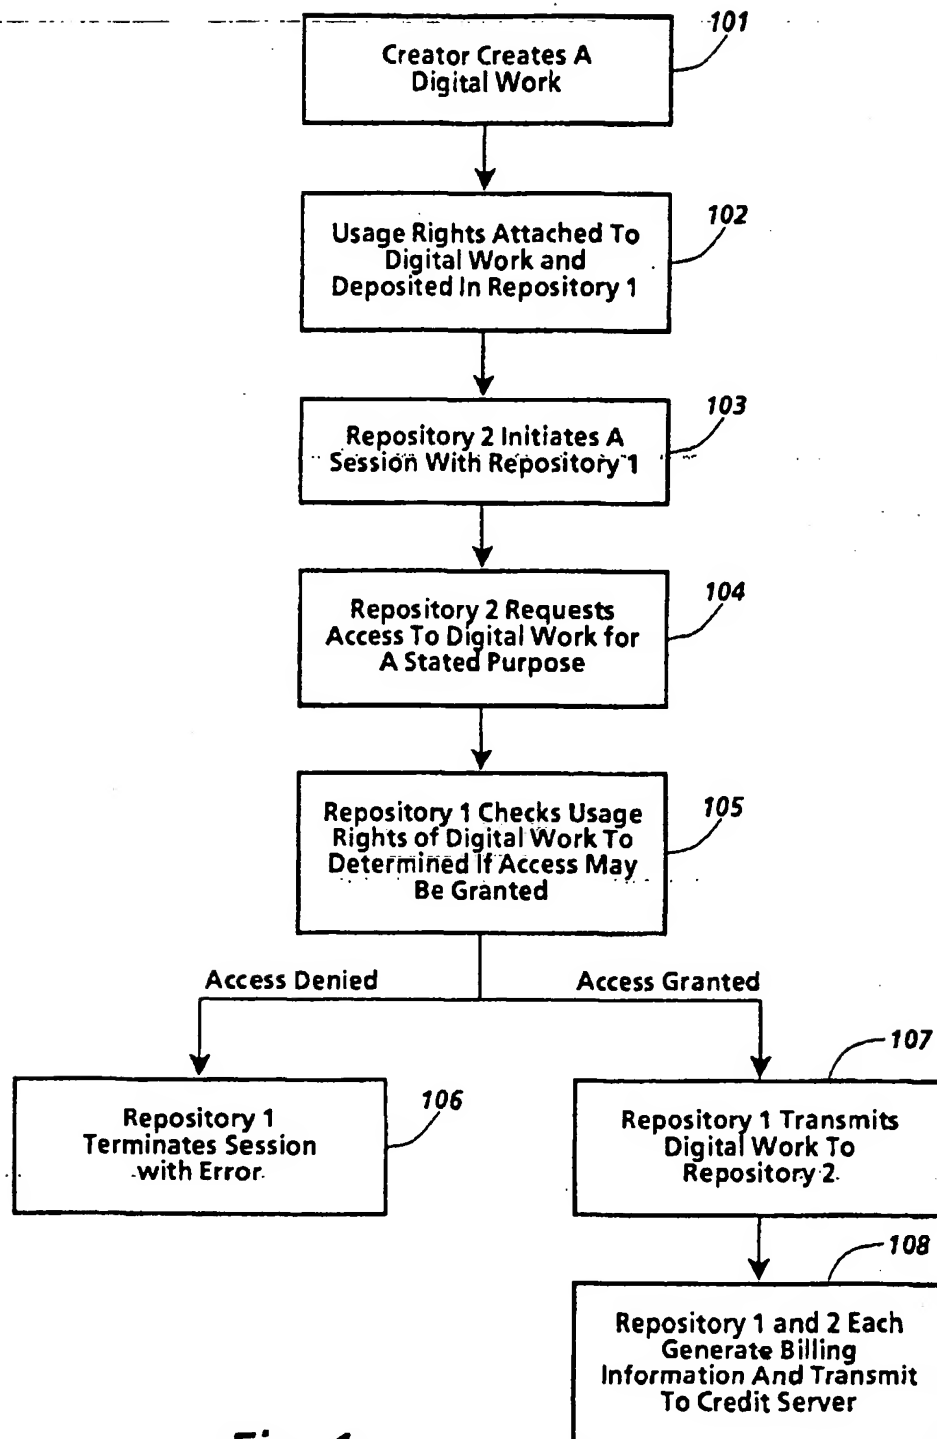 101
Creator Creates A
Digital Work
102
Usage Rights Attached To
Digital Work and
Deposited In Repository 1
103
Repository 2 Initiates A
Session With Repository 1
104
Repository 2 Requests
Access To Digital Work for
A Stated Purpose
105
Repository 1 Checks Usage
Rights of Digital Work To
Determined If Access May
Be Granted
Access Denied
Access Granted
106
Repository 1
Terminates Session
with Error
107
Repository 1 Transmits
Digital Work To
Repository 2
108
Repository 1 and 2 Each
Generate Billing
Information And Transmit
To Credit Server